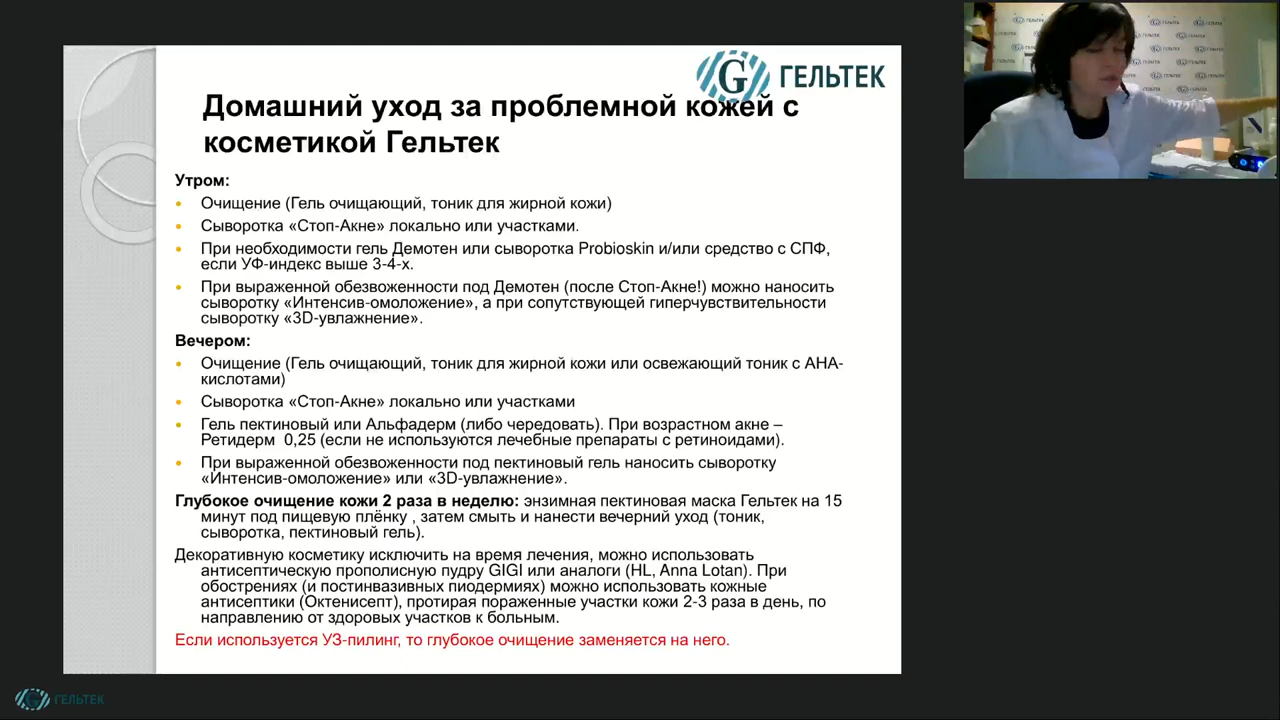 ГЕЛЬТЕК
Домашний уход за проблемной кожей с
косметикой Гельтек
Утром:
Очищение (Гель очищающий, тоник для жирной кожи)
Сыворотка «Стоп-Акне» локально или участками.
При необходимости гель Демотен или сыворотка Probioskin и/или средство с СПФ,
если УФ-индекс выше 3-4-х.
При выраженной обезвоженности под Демотен (после Стоп-Акне!) можно наносить
сыворотку «Интенсив-омоложение», а при сопутствующей гиперчувствительности
сыворотку «3D-увлажнение».
Вечером:
Очищение (Гель очищающий, тоник для жирной кожи или освежающий тоник с АНА-
кислотами)
Сыворотка «Стоп-Акне» локально или участками
Гель пектиновый или Альфадерм (либо чередовать). При возрастном акне –
Ретидерм 0,25 (если не используются лечебные препараты с ретиноидами).
При выраженной обезвоженности под пектиновый гель наносить сыворотку
«Интенсив-омоложение» или «3D-увлажнение».
Глубокое очищение кожи 2 раза в неделю: энзимная пектиновая маска Гельтек на 15
минут под пищевую плёнку , затем смыть и нанести вечерний уход (тоник,
сыворотка, пектиновый гель).
Декоративную косметику исключить на время лечения, можно использовать
антисептическую прополисную пудру GIGI или аналоги (HL, Anna Lotan). При
обострениях (и постинвазивных пиодермиях) можно использовать кожные
антисептики (Октенисепт), протирая пораженные участки кожи 2-3 раза в день, по
направлению от здоровых участков к больным.
Если используется УЗ-пилинг, то глубокое очищение заменяется на него.
ГЕЛЬТЕК